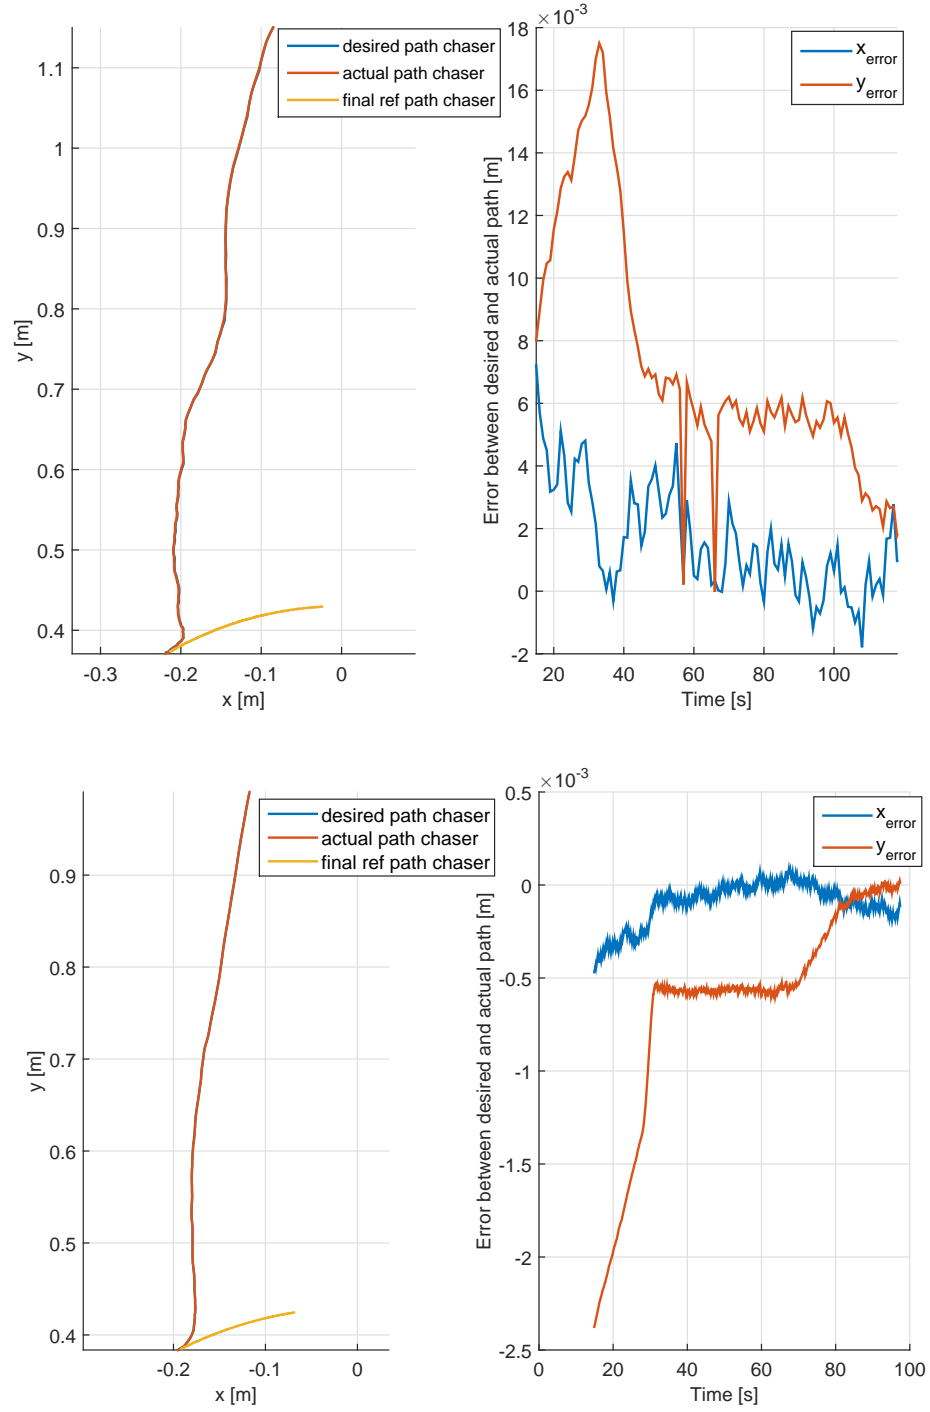 desired path chaser
actual path chaser
final ref path chaser
1.1
1
0.9
0.8
0.7
0.6
0.5
0.4
y [m]
-0.3
-0.2
-0.1
0
x [m]
×10^-3
x_error
y_error
18
16
14
12
10
8
6
4
2
0
-2
Error between desired and actual path [m]
20
40
60
80
100
Time [s]
desired path chaser
actual path chaser
final ref path chaser
0.9
0.8
0.7
0.6
0.5
0.4
y [m]
-0.2
-0.1
0
x [m]
×10^-3
x_error
y_error
0.5
0
-0.5
-1
-1.5
-2
-2.5
Error between desired and actual path [m]
0
20
40
60
80
100
Time [s]